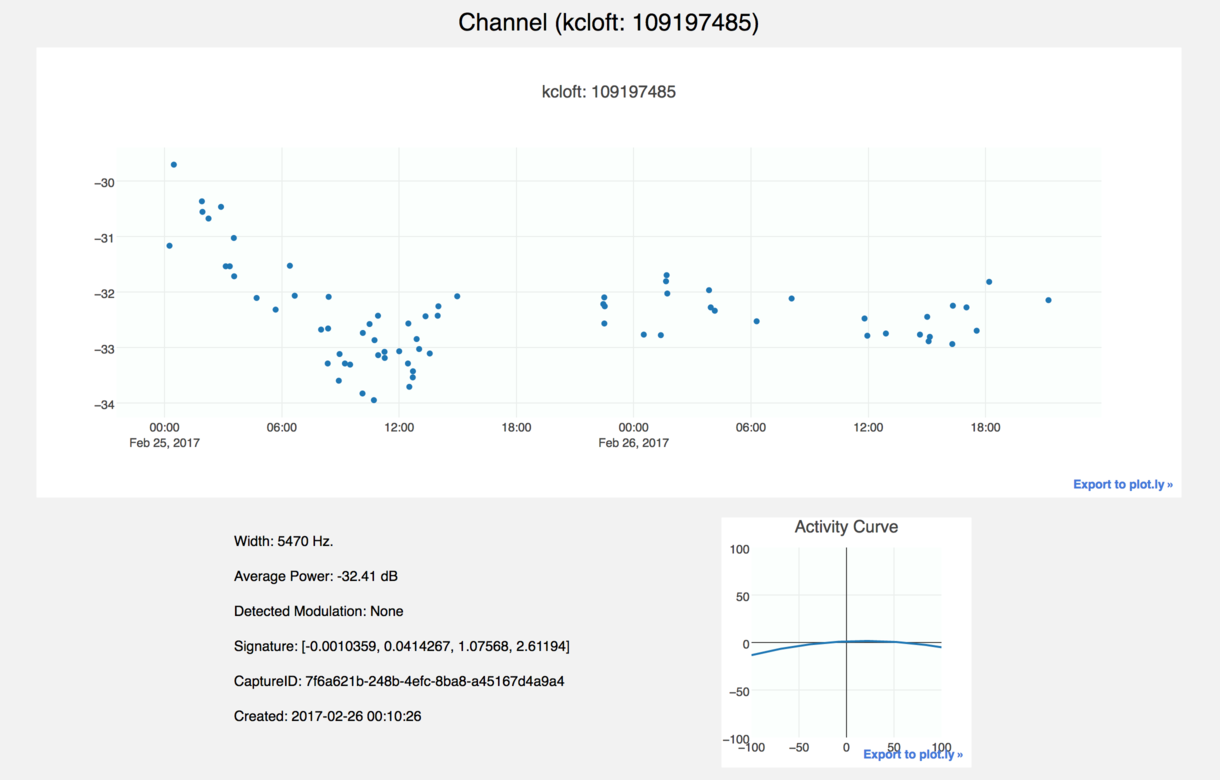 Channel (kcloft: 109197485)
kcloft: 109197485
−30
−31
−32
−33
−34
00:00 06:00 12:00 18:00 00:00 06:00 12:00 18:00
Feb 25, 2017 Feb 26, 2017
Export to plot.ly »
Width: 5470 Hz.
Average Power: -32.41 dB
Detected Modulation: None
Signature: [-0.0010359, 0.0414267, 1.07568, 2.61194]
CaptureID: 7f6a621b-248b-4efc-8ba8-a45167d4a9a4
Created: 2017-02-26 00:10:26
Activity Curve
100
50
0
−50
−100
−100 −50 0 50 100
Export to plot.ly »